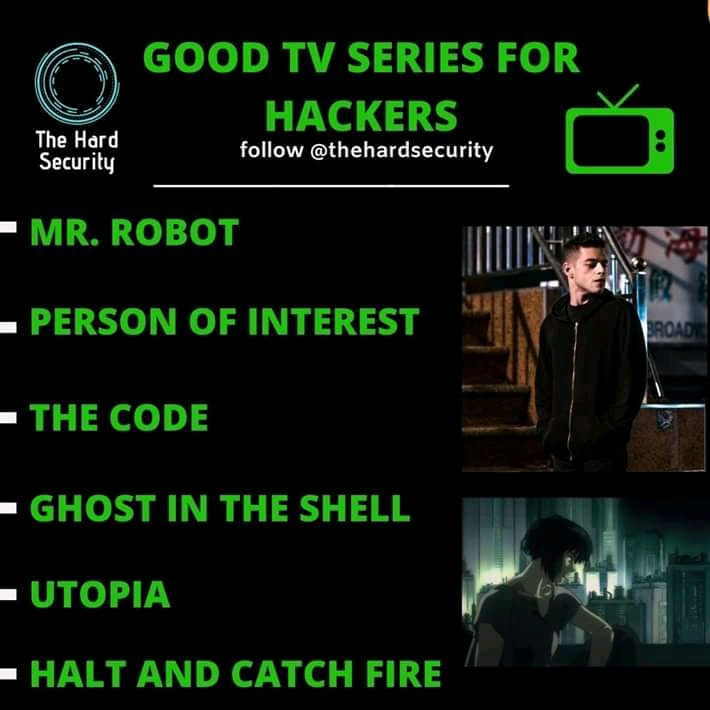 GOOD TV SERIES FOR
HACKERS
The Hard
Security
follow @thehardsecurity
MR. ROBOT
PERSON OF INTEREST
THE CODE
GHOST IN THE SHELL
UTOPIA
HALT AND CATCH FIRE